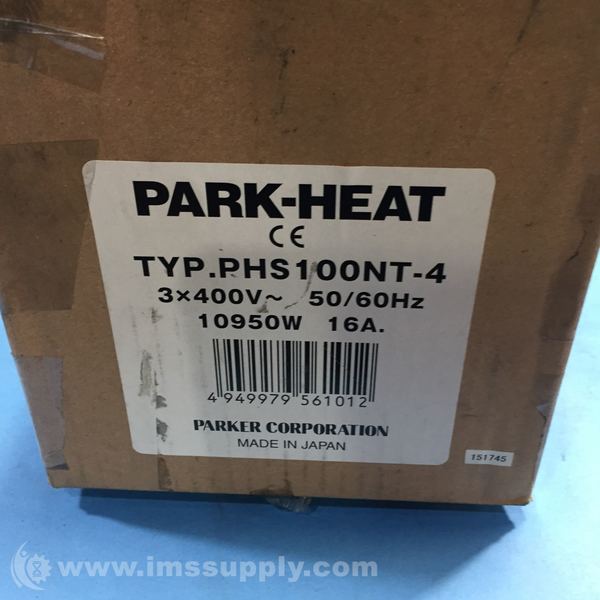 PARK-HEAT
CE
TYP.PHS100NT-4
3×400V~ 50/60Hz
10950W 16A.
4 949979 561012
PARKER CORPORATION
MADE IN JAPAN
151745
www.imssupply.com